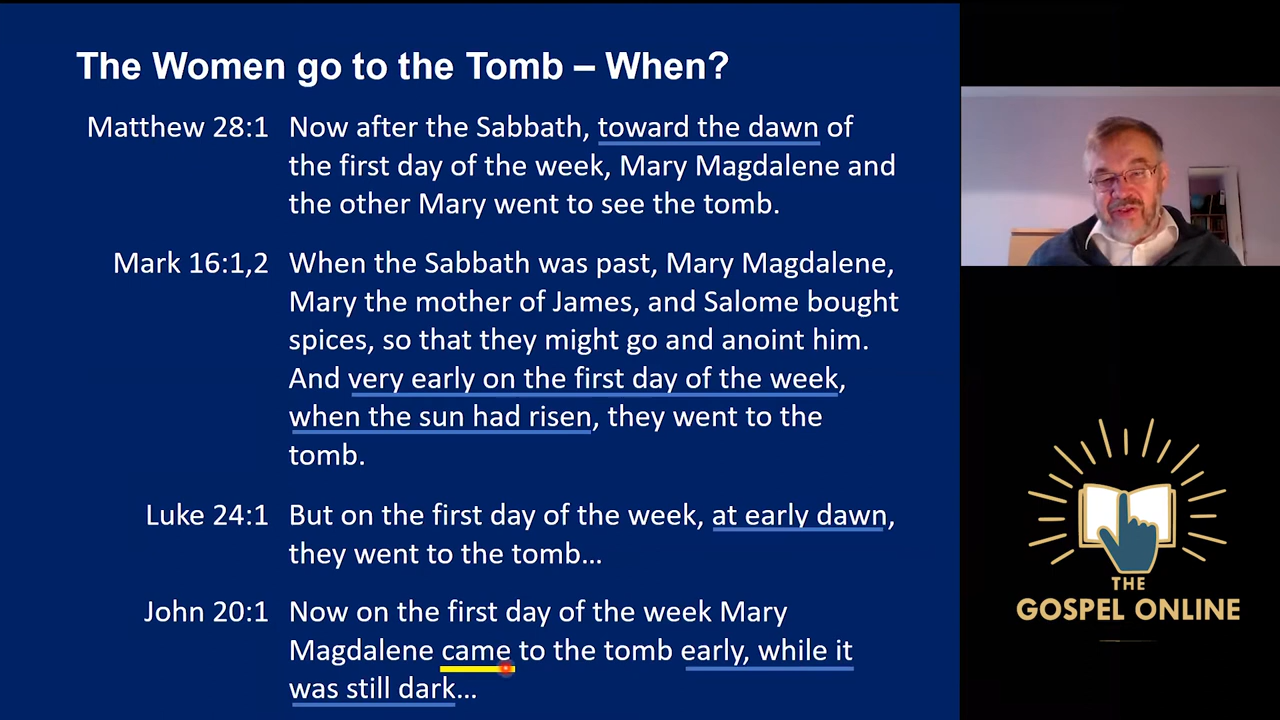 The Women go to the Tomb – When?
Matthew 28:1 Now after the Sabbath, toward the dawn of
the first day of the week, Mary Magdalene and
the other Mary went to see the tomb.
Mark 16:1,2 When the Sabbath was past, Mary Magdalene,
Mary the mother of James, and Salome bought
spices, so that they might go and anoint him.
And very early on the first day of the week,
when the sun had risen, they went to the
tomb.
Luke 24:1 But on the first day of the week, at early dawn,
they went to the tomb…
John 20:1 Now on the first day of the week Mary
Magdalene came to the tomb early, while it
was still dark…
THE
GOSPEL ONLINE